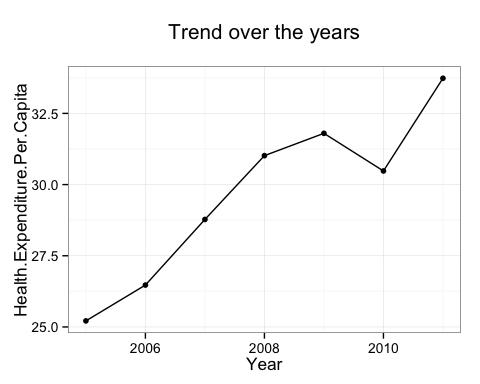 Trend over the years
Health.Expenditure.Per.Capita
32.5
30.0
27.5
25.0
2006 2008 2010
Year